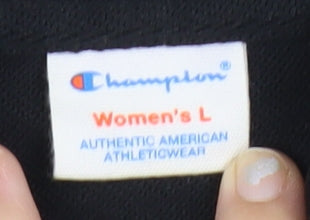 Champion®
Women's L
AUTHENTIC AMERICAN
ATHLETICWEAR